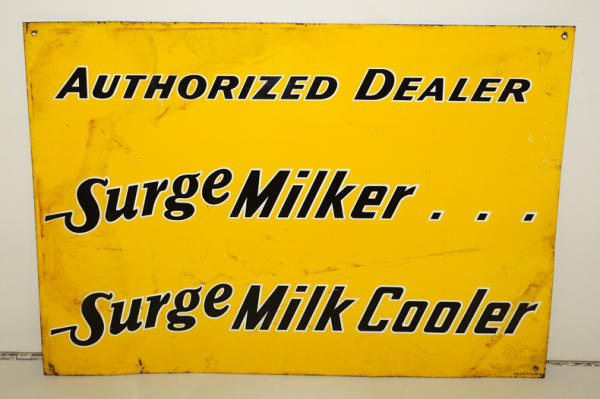 AUTHORIZED DEALER
Surge Milker . . .
Surge Milk Cooler